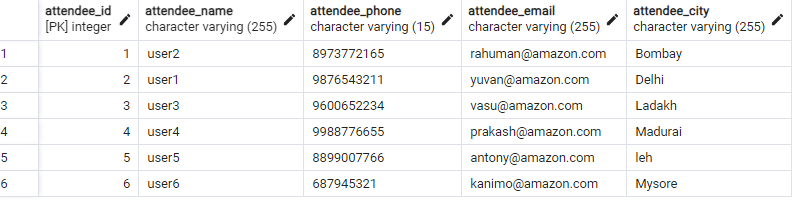 attendee_id attendee_name attendee_phone attendee_email attendee_city
[PK] integer character varying (255) character varying (15) character varying (255) character varying (255)
1 1 user2 8973772165 rahuman@amazon.com Bombay
2 2 user1 9876543211 yuvan@amazon.com Delhi
3 3 user3 9600652234 vasu@amazon.com Ladakh
4 4 user4 9988776655 prakash@amazon.com Madurai
5 5 user5 8899007766 antony@amazon.com leh
6 6 user6 687945321 kanimo@amazon.com Mysore